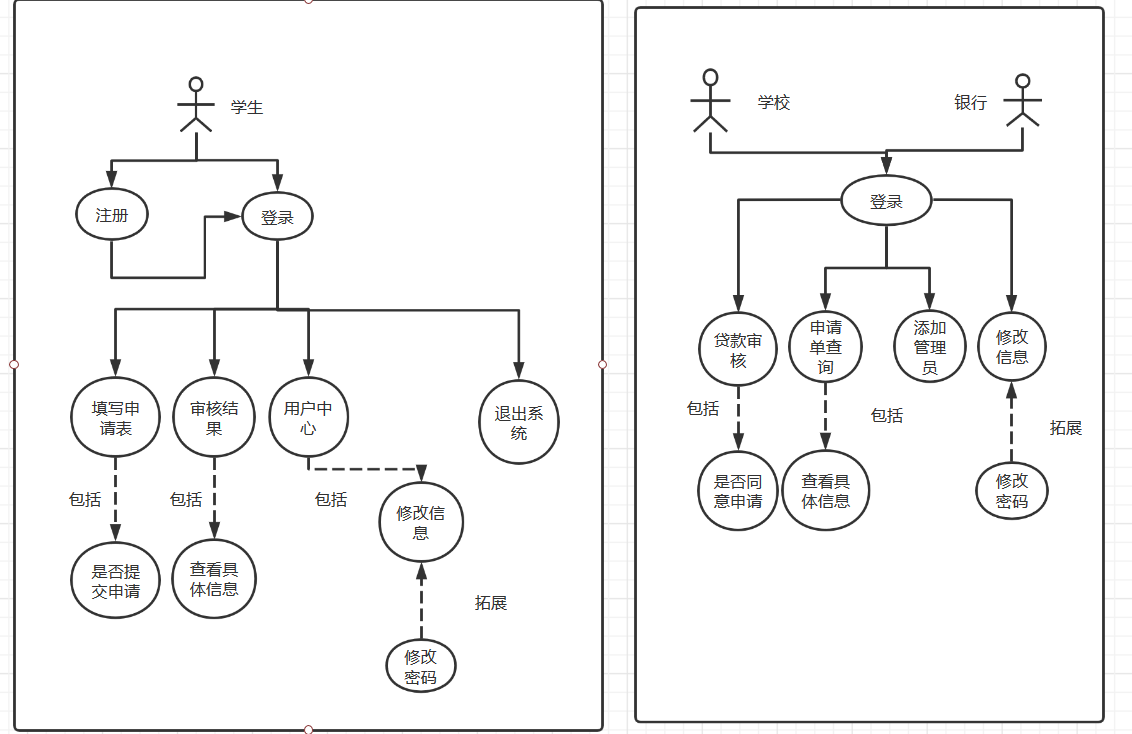 学生
注册
登录
填写申
请表
审核结
果
用户中
心
退出系
统
包括
包括
包括
修改信
息
是否提
交申请
查看具
体信息
拓展
修改
密码
学校
银行
登录
贷款审
核
申请
单查
询
添加
管理
员
修改
信息
包括
包括
拓展
是否同
意申请
查看具
体信息
修改
密码